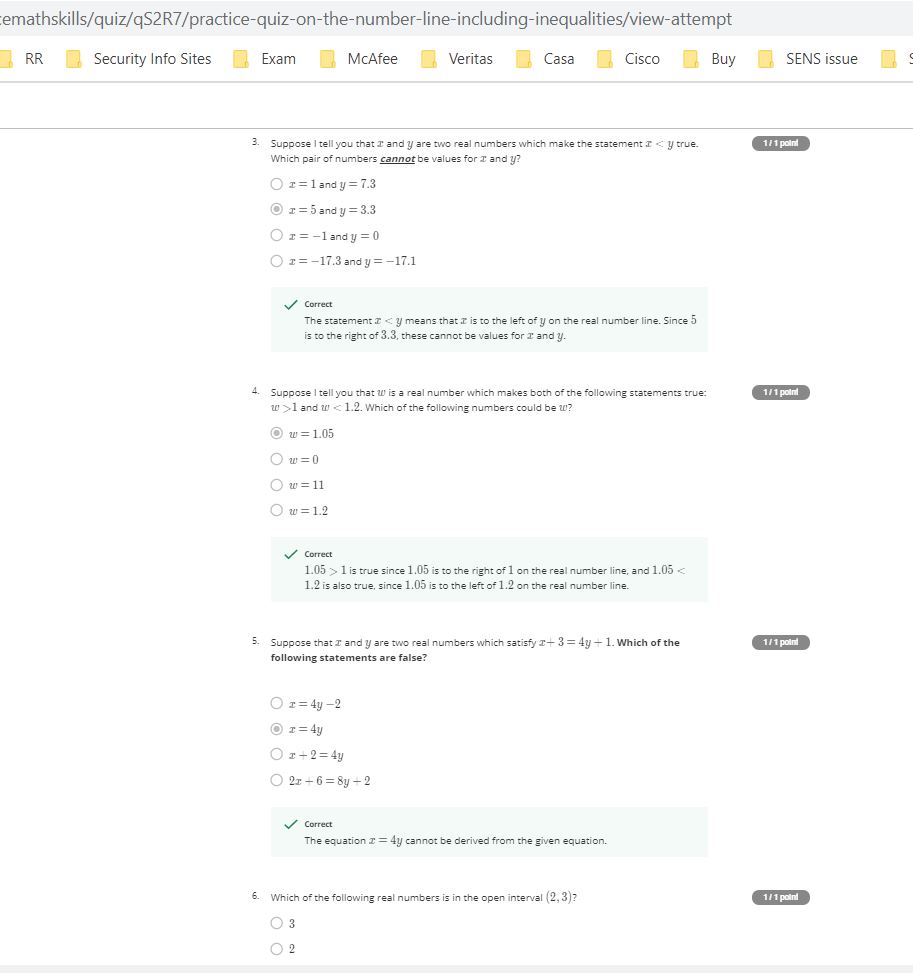 emathskills/quiz/qS2R7/practice-quiz-on-the-number-line-including-inequalities/view-attempt
RR Security Info Sites Exam McAfee Veritas Casa Cisco Buy SENS issue
3. Suppose I tell you that x and y are two real numbers which make the statement x < y true. 1 / 1 point
Which pair of numbers cannot be values for x and y?
x = 1 and y = 7.3
x = 5 and y = 3.3
x = −1 and y = 0
x = −17.3 and y = −17.1
Correct
The statement x < y means that x is to the left of y on the real number line. Since 5
is to the right of 3.3, these cannot be values for x and y.
4. Suppose I tell you that w is a real number which makes both of the following statements true: 1 / 1 point
w >1 and w < 1.2. Which of the following numbers could be w?
w = 1.05
w = 0
w = 11
w = 1.2
Correct
1.05 > 1 is true since 1.05 is to the right of 1 on the real number line, and 1.05 <
1.2 is also true, since 1.05 is to the left of 1.2 on the real number line.
5. Suppose that x and y are two real numbers which satisfy x+ 3 = 4y + 1. Which of the 1 / 1 point
following statements are false?
x = 4y −2
x = 4y
x + 2 = 4y
2x + 6 = 8y + 2
Correct
The equation x = 4y cannot be derived from the given equation.
6. Which of the following real numbers is in the open interval (2, 3)? 1 / 1 point
3
2